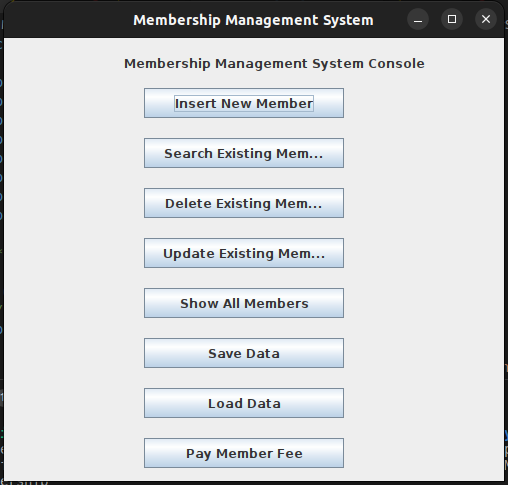 Membership Management System
Membership Management System Console
Insert New Member
Search Existing Mem...
Delete Existing Mem...
Update Existing Mem...
Show All Members
Save Data
Load Data
Pay Member Fee